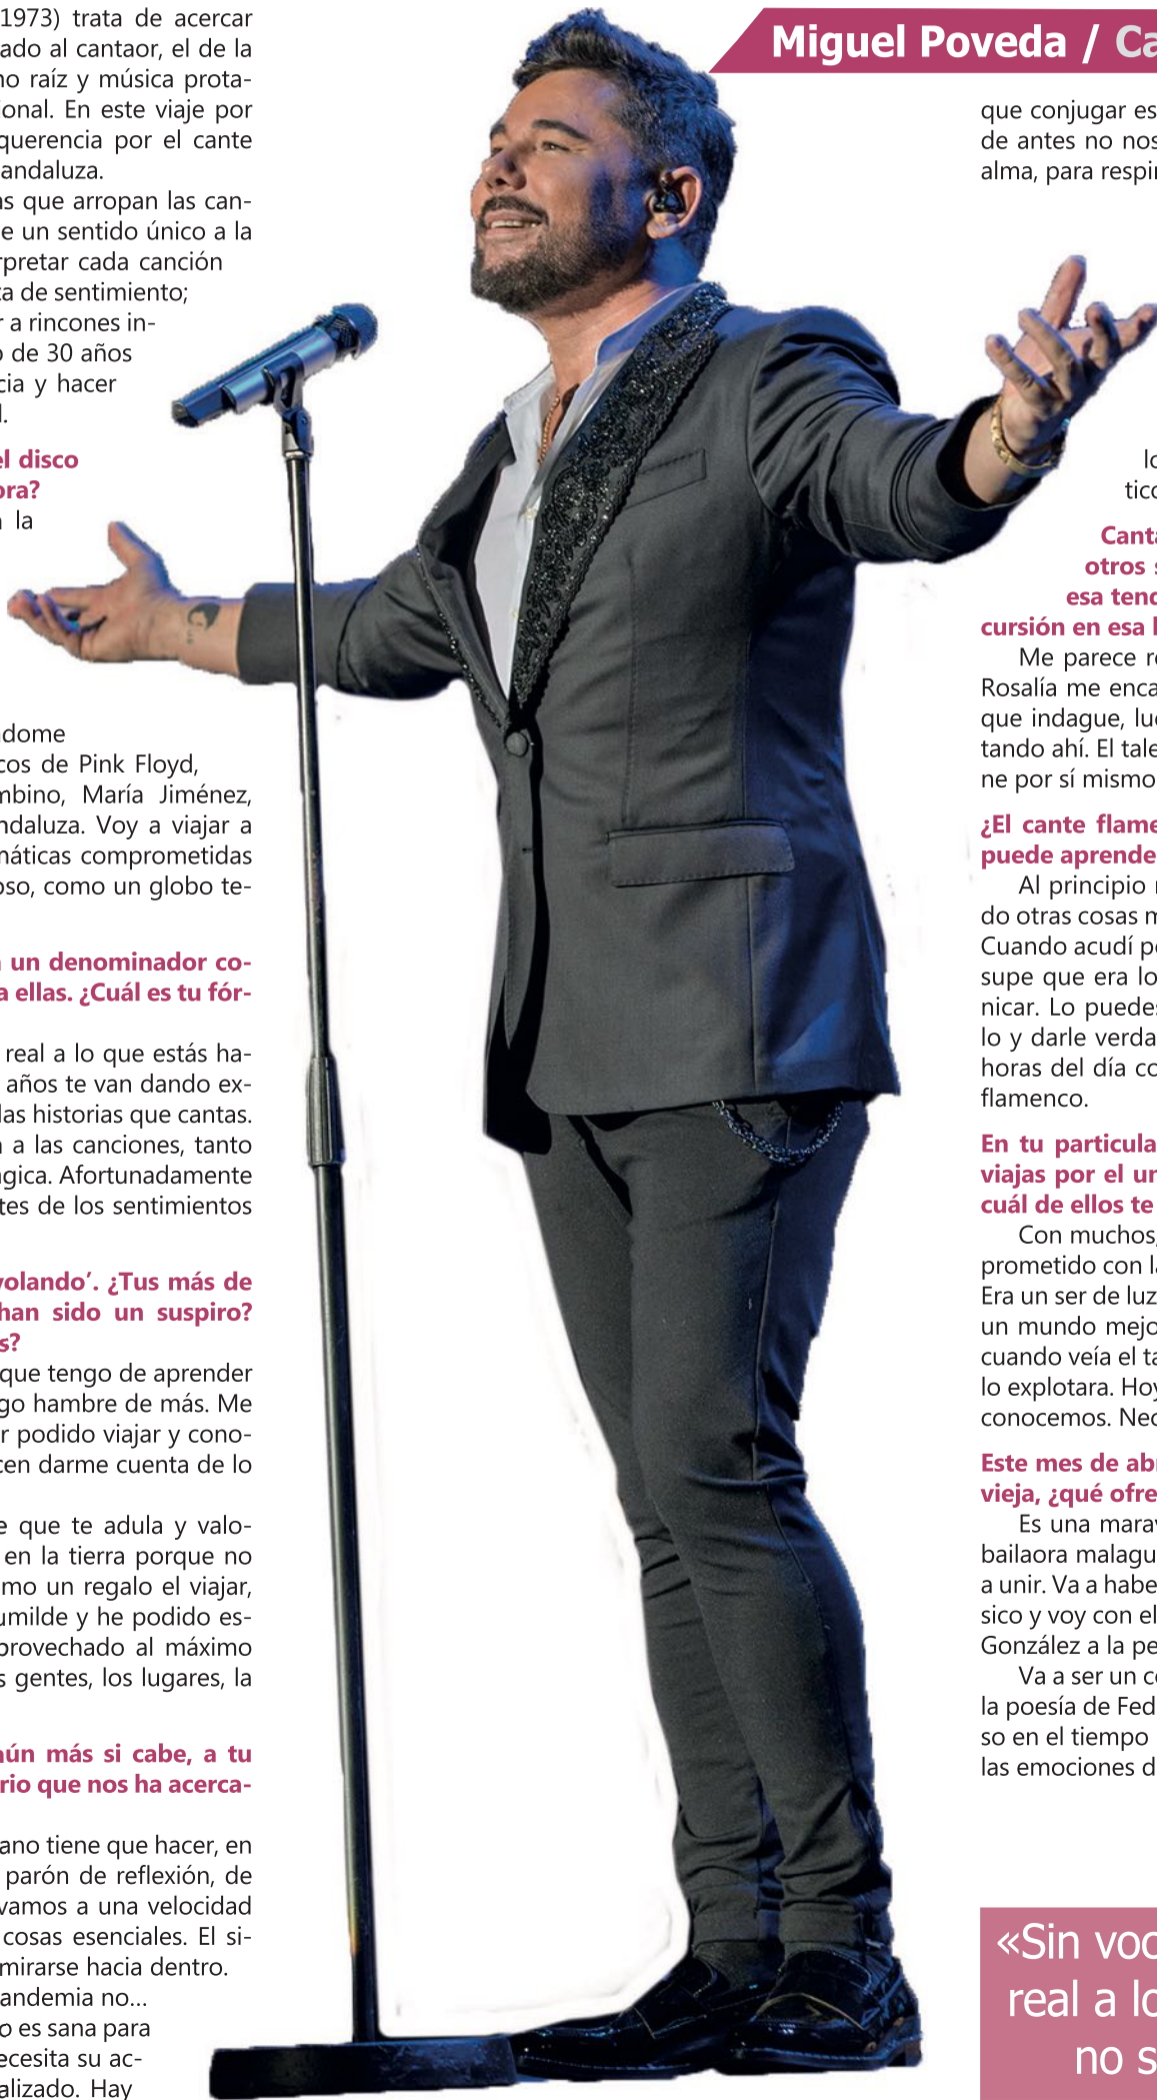 1973) trata de acercar
ado al cantaor, el de la
no raíz y música prota-
ional. En este viaje por
querencia por el cante
andaluza.
as que arropan las can-
e un sentido único a la
rpretar cada canción
ta de sentimiento;
r a rincones in-
o de 30 años
cia y hacer
l.
el disco
ora?
la
dome
cos de Pink Floyd,
mbino, María Jiménez,
ndaluza. Voy a viajar a
máticas comprometidas
oso, como un globo te-
un denominador co-
a ellas. ¿Cuál es tu fór-
real a lo que estás ha-
años te van dando ex-
las historias que cantas.
a las canciones, tanto
ágica. Afortunadamente
tes de los sentimientos
volando’. ¿Tus más de
han sido un suspiro?
s?
que tengo de aprender
go hambre de más. Me
r podido viajar y cono-
cen darme cuenta de lo
e que te adula y valo-
en la tierra porque no
mo un regalo el viajar,
umilde y he podido es-
provechado al máximo
s gentes, los lugares, la
aún más si cabe, a tu
rio que nos ha acerca-
ano tiene que hacer, en
parón de reflexión, de
vamos a una velocidad
cosas esenciales. El si-
mirarse hacia dentro.
andemia no...
o es sana para
ecesita su ac-
alizado. Hay
Miguel Poveda / Ca
que conjugar es
de antes no nos
alma, para respir
lo
tico
Canta
otros s
esa tend
cursión en esa l
Me parece re
Rosalía me enca
que indague, lue
tando ahí. El tale
ne por sí mismo
¿El cante flame
puede aprende
Al principio n
do otras cosas m
Cuando acudí po
supe que era lo
nicar. Lo puedes
lo y darle verda
horas del día co
flamenco.
En tu particula
viajas por el un
cuál de ellos te
Con muchos,
prometido con la
Era un ser de luz
un mundo mejo
cuando veía el ta
lo explotara. Hoy
conocemos. Nec
Este mes de abr
vieja, ¿qué ofre
Es una marav
bailaora malagu
a unir. Va a habe
sico y voy con el
González a la pe
Va a ser un co
la poesía de Fed
so en el tiempo
las emociones d
«Sin voc
real a lo
no s